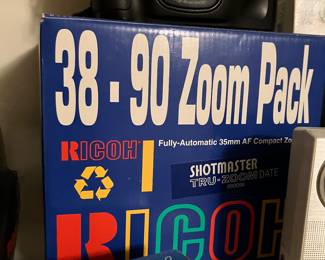 38-90 Zoom Pack
RICOH
Fully-Automatic 35mm AF Compact Zo
SHOTMASTER
TRU-ZOOM DATE
RICOH